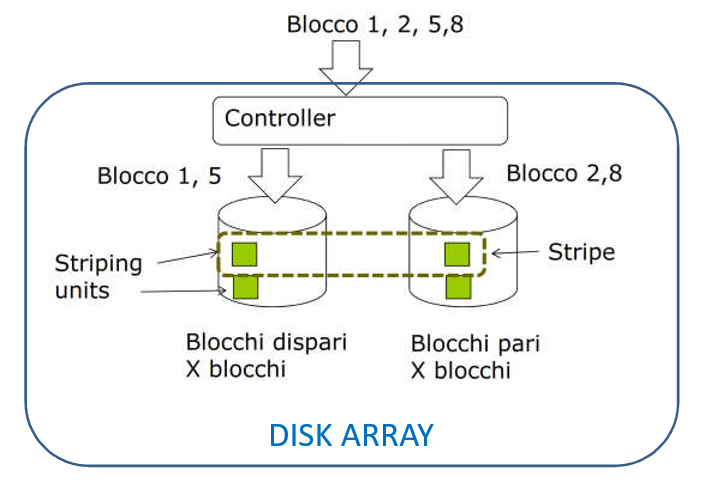 Blocco 1, 2, 5,8
Controller
Blocco 1, 5
Blocco 2,8
Striping
units
Stripe
Blocchi dispari
X blocchi
Blocchi pari
X blocchi
DISK ARRAY